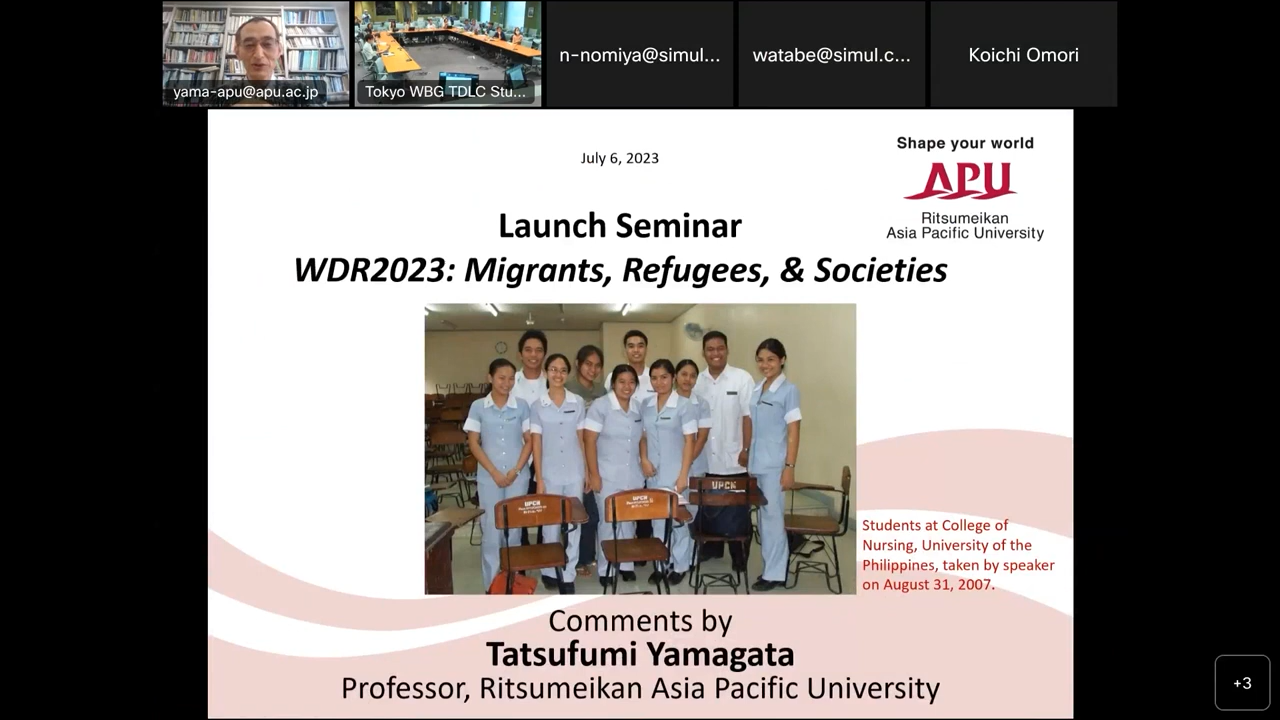 yama-apu@apu.ac.jp
Tokyo WBG TDLC Stu...
n-nomiya@simul...
watabe@simul.c...
Koichi Omori
July 6, 2023
Shape your world
APU
Ritsumeikan
Asia Pacific University
Launch Seminar
WDR2023: Migrants, Refugees, & Societies
UPCN
UPCN
UPCN
Students at College of
Nursing, University of the
Philippines, taken by speaker
on August 31, 2007.
Comments by
Tatsufumi Yamagata
Professor, Ritsumeikan Asia Pacific University
+3